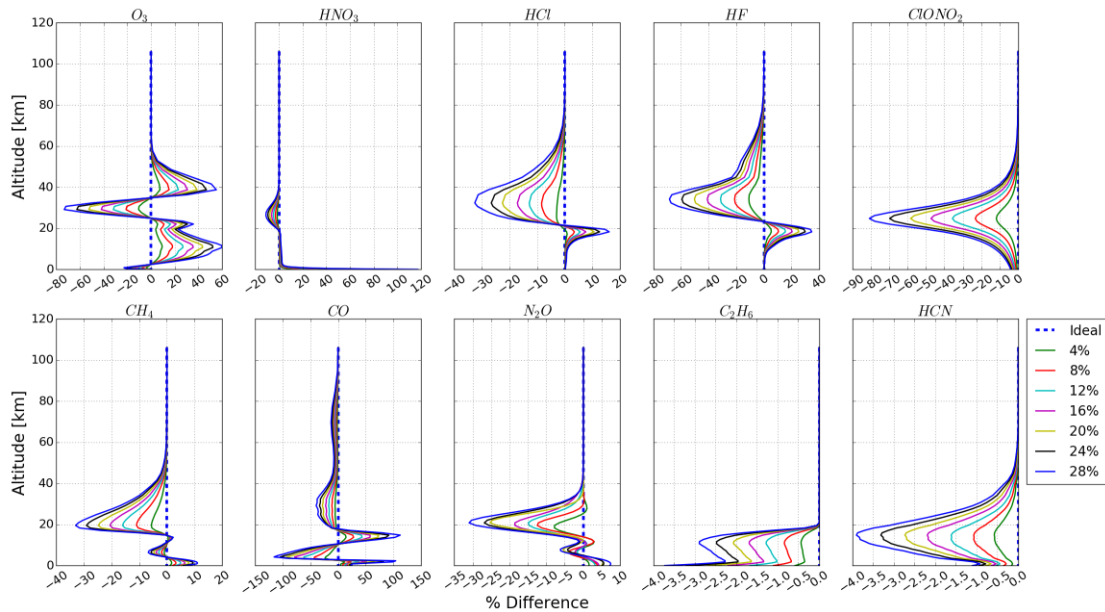 O3 HNO3 HCl HF ClONO2
Altitude [km]
120
100
80
60
40
20
0
−80 −60 −40 −20 0 20 40 60
0 20 40 60 80 100 120
−40 −30 −20 −10 0 10 20
−80 −60 −40 −20 0 20 40
−90 −80 −70 −60 −50 −40 −30 −20 −10 0
CH4 CO N2O C2H6 HCN
Altitude [km]
120
100
80
60
40
20
0
−40 −30 −20 −10 0 10 20
−150 −100 −50 0 50 100 150
−35 −30 −25 −20 −15 −10 −5 0 5 10
−4.0 −3.5 −3.0 −2.5 −2.0 −1.5 −1.0 −0.5 0.0
−4.0 −3.5 −3.0 −2.5 −2.0 −1.5 −1.0 −0.5 0.0
% Difference
Ideal
4%
8%
12%
16%
20%
24%
28%